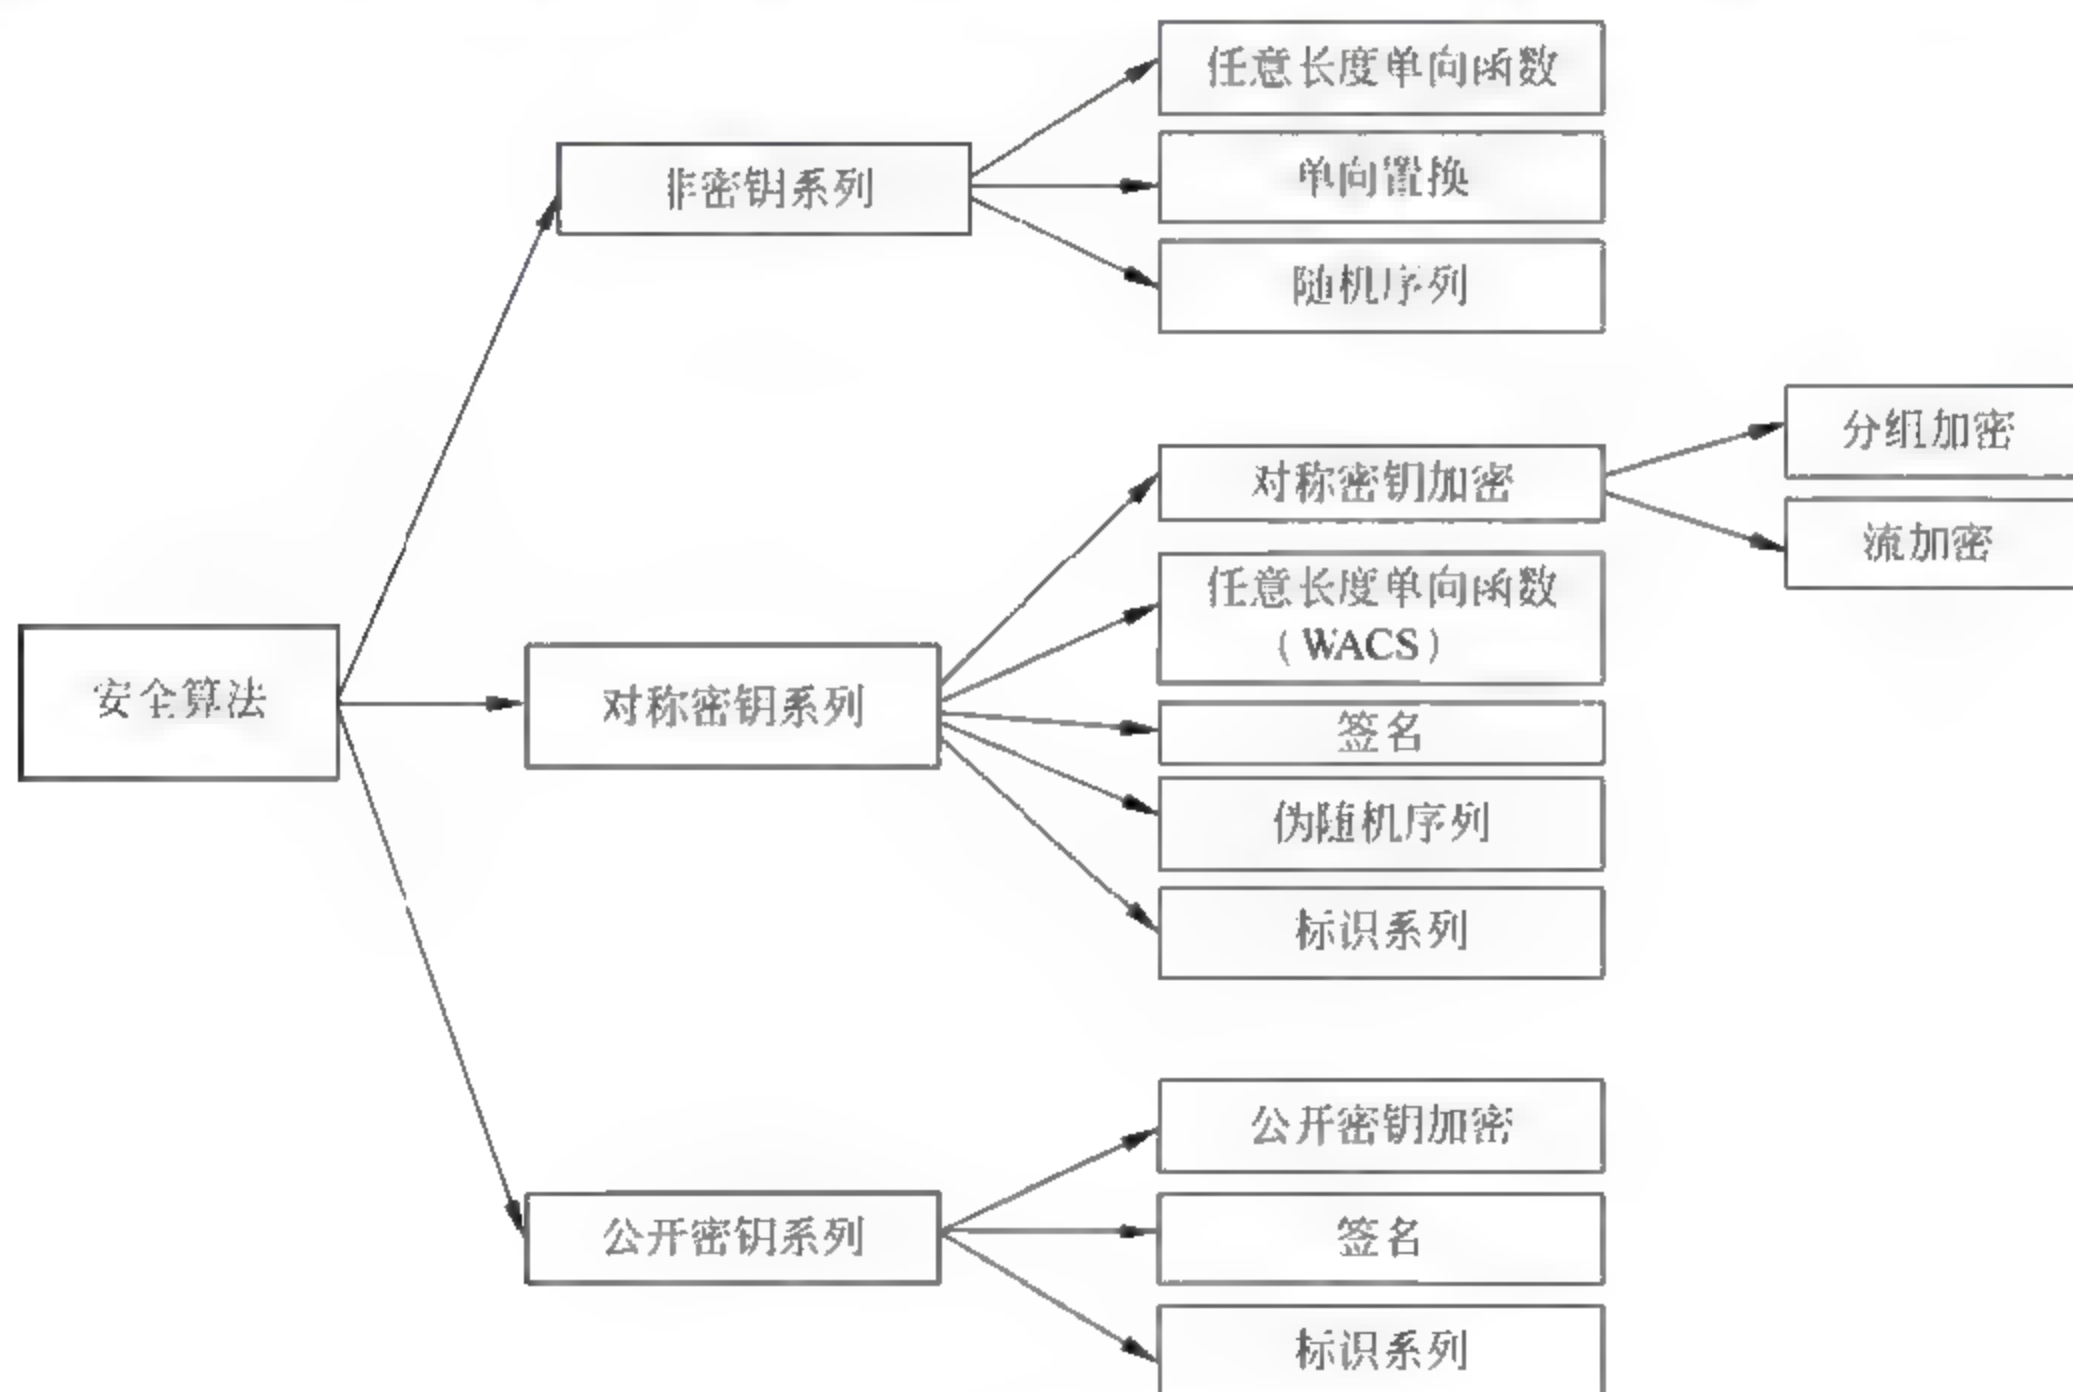 任意长度单向函数
非密钥系列
单向置换
随机序列
分组加密
对称密钥加密
流加密
任意长度单向函数
（WACS）
安全算法
对称密钥系列
签名
伪随机序列
标识系列
公开密钥加密
公开密钥系列
签名
标识系列